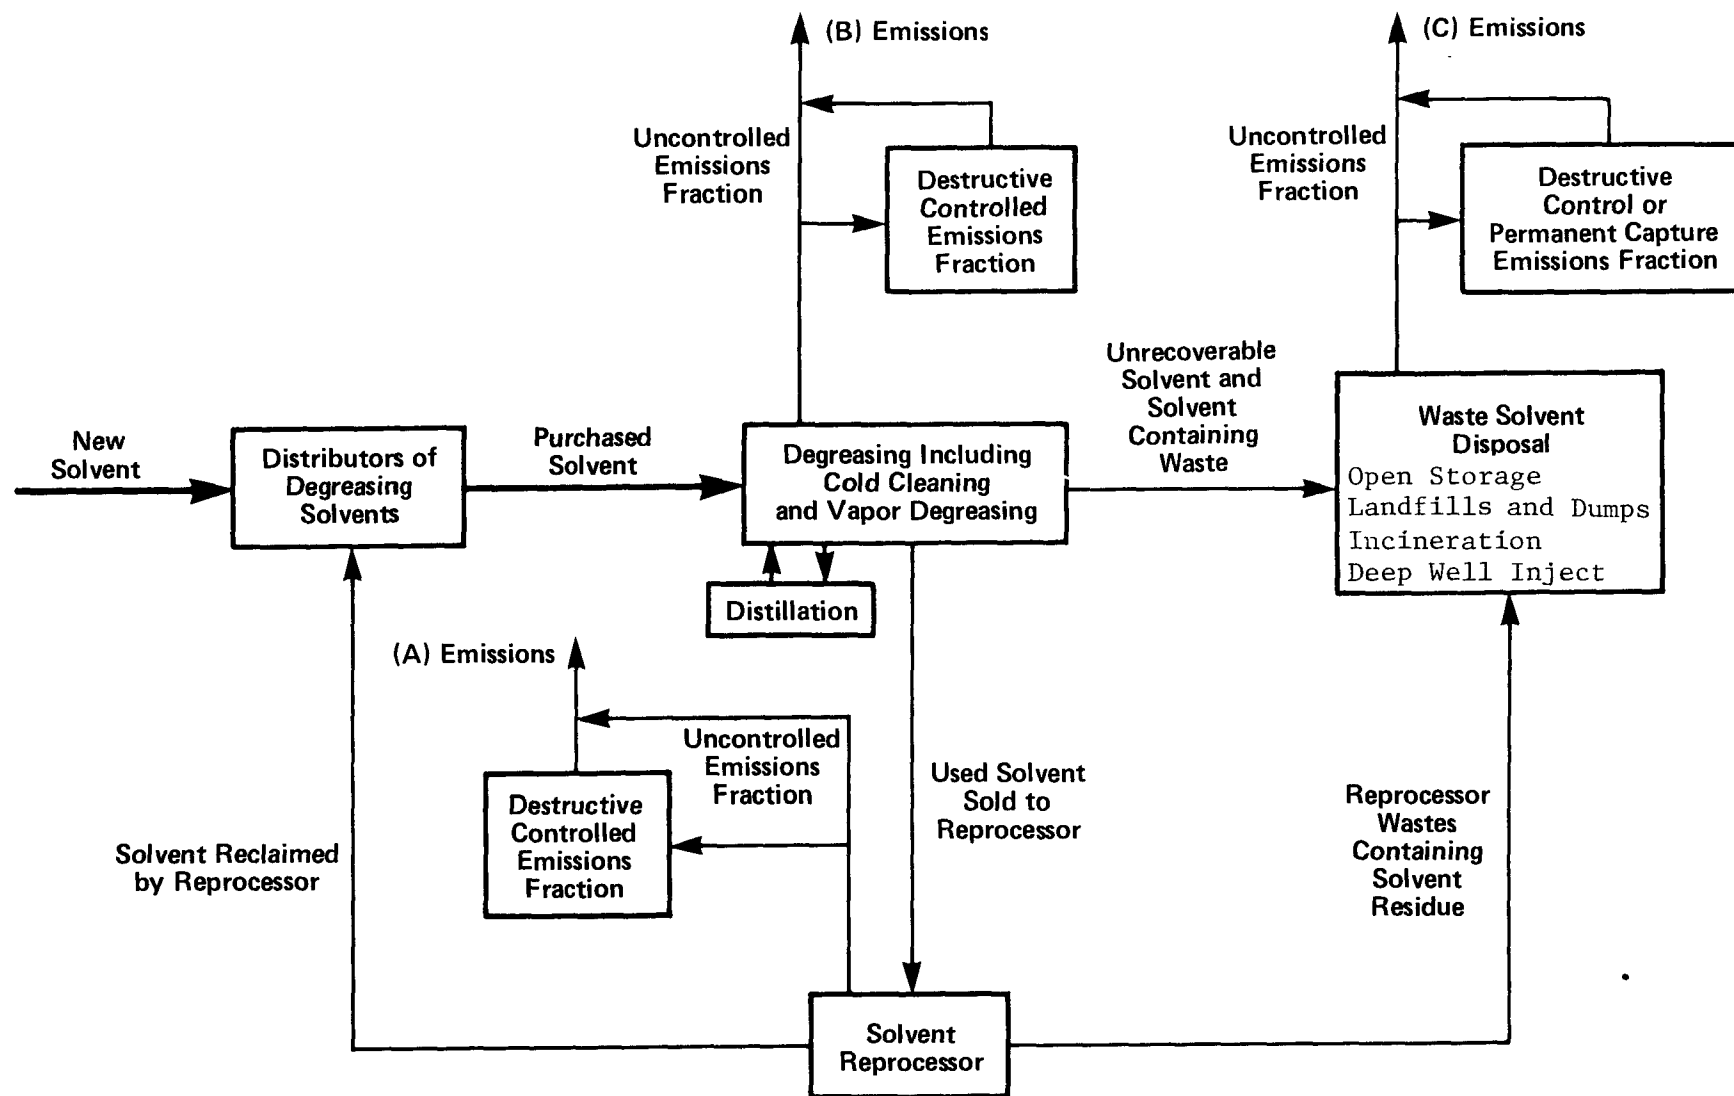 (B) Emissions
(C) Emissions
Uncontrolled
Emissions
Fraction
Destructive
Controlled
Emissions
Fraction
Uncontrolled
Emissions
Fraction
Destructive
Control or
Permanent Capture
Emissions Fraction
New
Solvent
Distributors of
Degreasing
Solvents
Purchased
Solvent
Degreasing Including
Cold Cleaning
and Vapor Degreasing
Unrecoverable
Solvent and
Solvent
Containing
Waste
Waste Solvent
Disposal
Open Storage
Landfills and Dumps
Incineration
Deep Well Inject
Distillation
(A) Emissions
Uncontrolled
Emissions
Fraction
Destructive
Controlled
Emissions
Fraction
Used Solvent
Sold to
Reprocessor
Solvent Reclaimed
by Reprocessor
Reprocessor
Wastes
Containing
Solvent
Residue
Solvent
Reprocessor